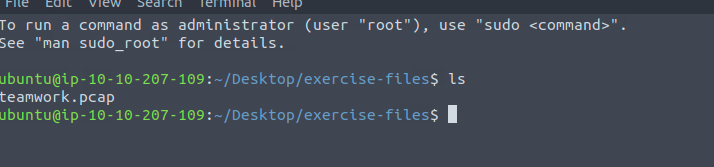 File Edit View Search Terminal Help
To run a command as administrator (user "root"), use "sudo <command>".
See "man sudo_root" for details.
ubuntu@ip-10-10-207-109:~/Desktop/exercise-files$ ls
teamwork.pcap
ubuntu@ip-10-10-207-109:~/Desktop/exercise-files$